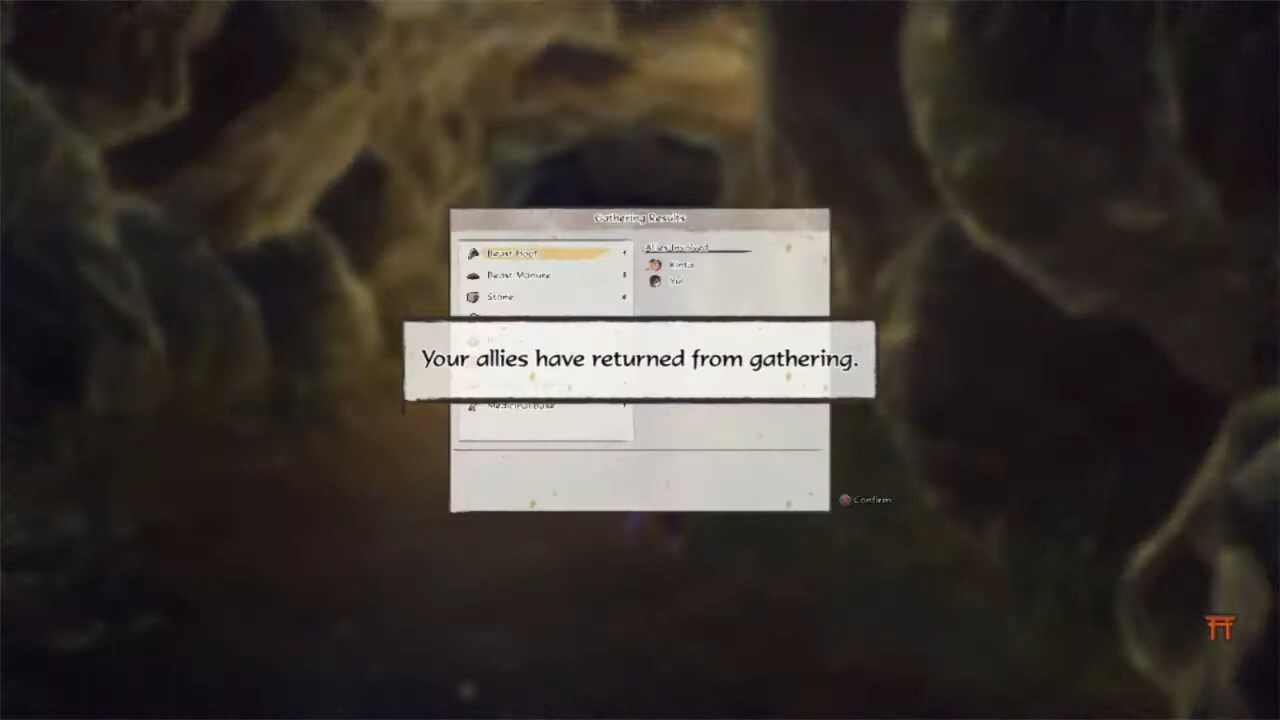 Gathering Results
Beast Hoof
Allies Involved
Kinta
Beast Manure
Yui
Stone
Your allies have returned from gathering.
Medicinal Base
Confirm